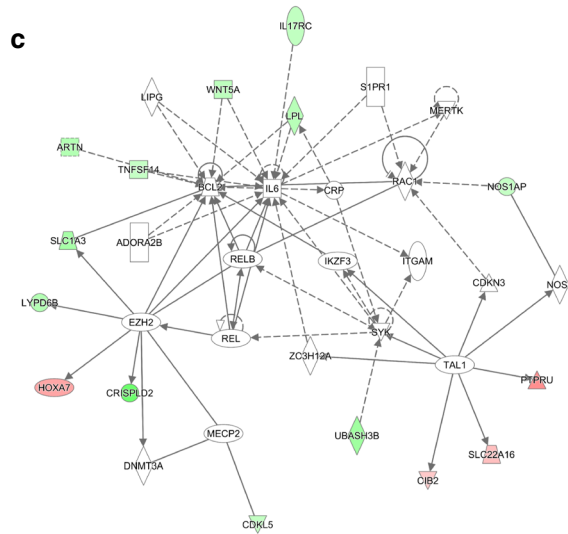 c
IL17RC
LIPG
WNT5A
S1PR1
MERTK
LPL
ARTN
TNFSF14
BCL2
IL6
CRP
RAC1
NOS1AP
SLC1A3
ADORA2B
RELB
IKZF3
ITGAM
CDKN3
NOS
LYPD6B
EZH2
REL
SYK
ZC3H12A
TAL1
HOXA7
CRISPLD2
PTPRU
MECP2
UBASH3B
DNMT3A
SLC22A16
CIB2
CDKL5